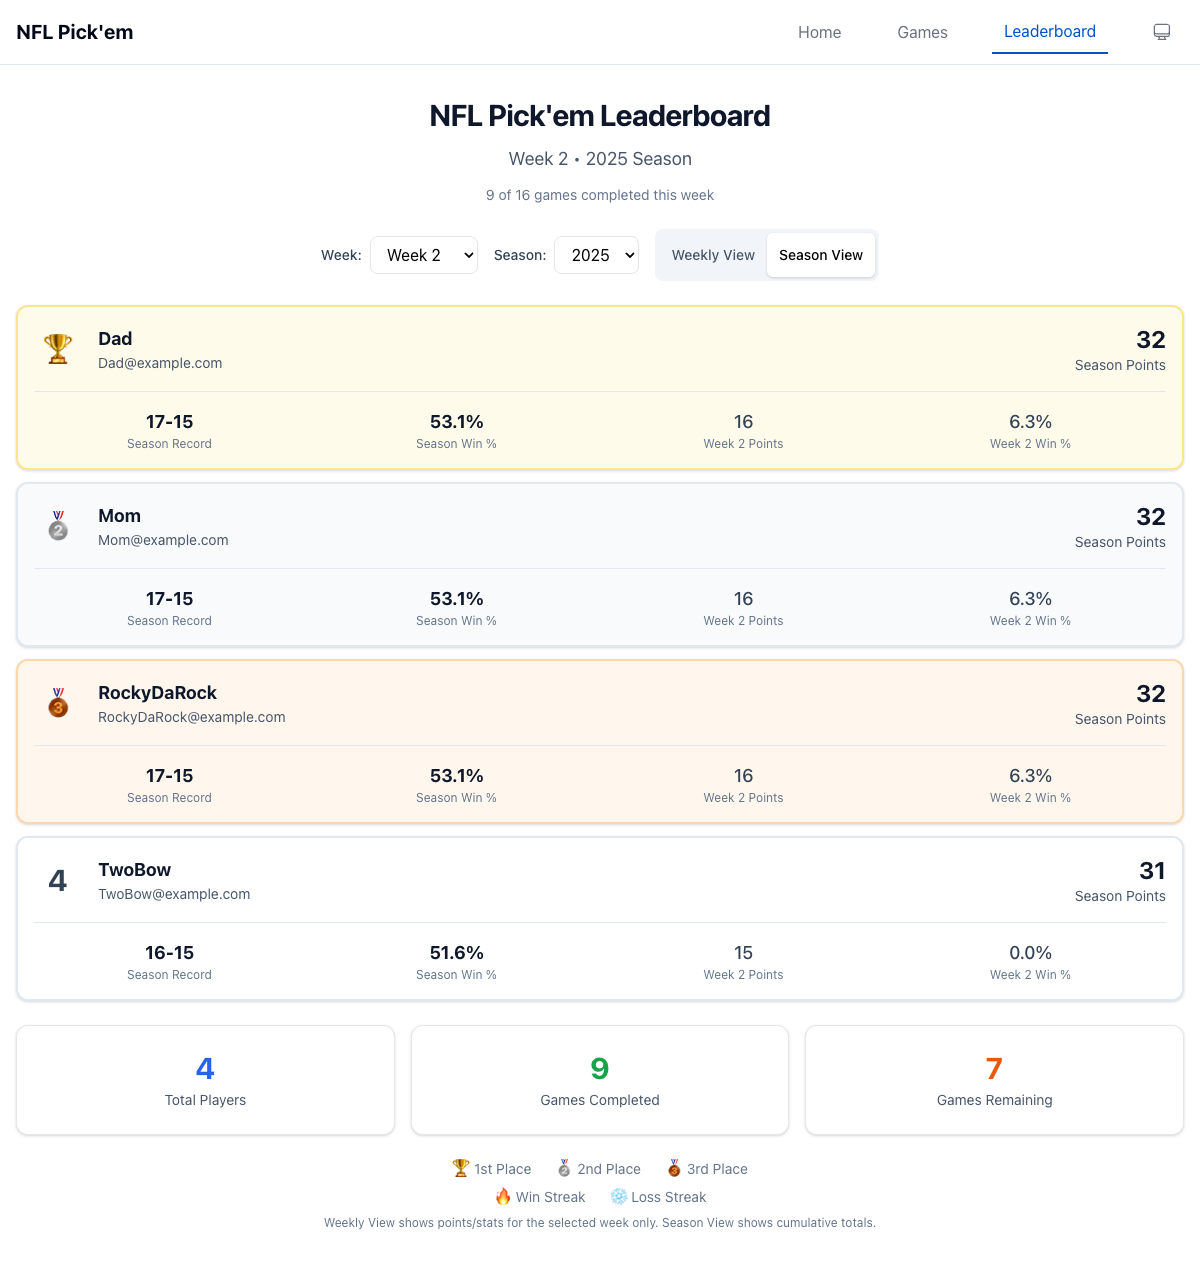 NFL Pick'em
Home
Games
Leaderboard
NFL Pick'em Leaderboard
Week 2 • 2025 Season
9 of 16 games completed this week
Week: Week 2 Season: 2025 Weekly View Season View
Dad
Dad@example.com
32
Season Points
17-15
Season Record
53.1%
Season Win %
16
Week 2 Points
6.3%
Week 2 Win %
2
Mom
Mom@example.com
32
Season Points
17-15
Season Record
53.1%
Season Win %
16
Week 2 Points
6.3%
Week 2 Win %
3
RockyDaRock
RockyDaRock@example.com
32
Season Points
17-15
Season Record
53.1%
Season Win %
16
Week 2 Points
6.3%
Week 2 Win %
4
TwoBow
TwoBow@example.com
31
Season Points
16-15
Season Record
51.6%
Season Win %
15
Week 2 Points
0.0%
Week 2 Win %
4
Total Players
9
Games Completed
7
Games Remaining
1st Place 2nd Place 3rd Place
Win Streak Loss Streak
Weekly View shows points/stats for the selected week only. Season View shows cumulative totals.